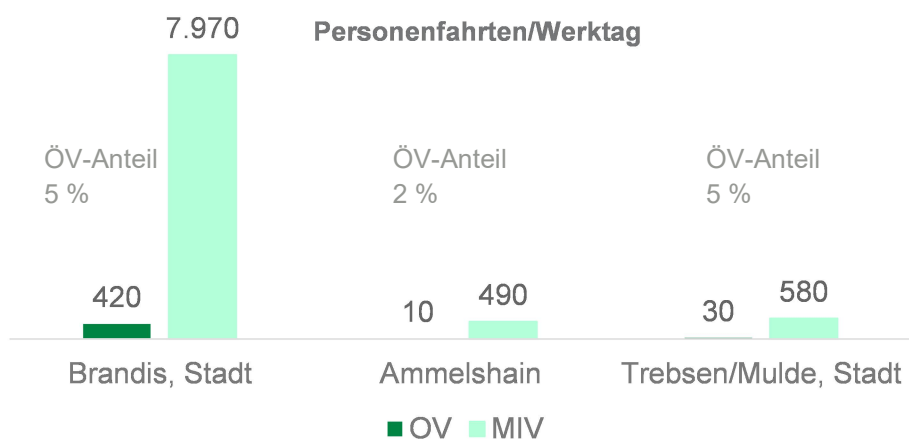 Personenfahrten/Werktag
7.970
ÖV-Anteil
5 %
ÖV-Anteil
2 %
ÖV-Anteil
5 %
420
10
490
30
580
Brandis, Stadt
Ammelshain
Trebsen/Mulde, Stadt
OV
MIV